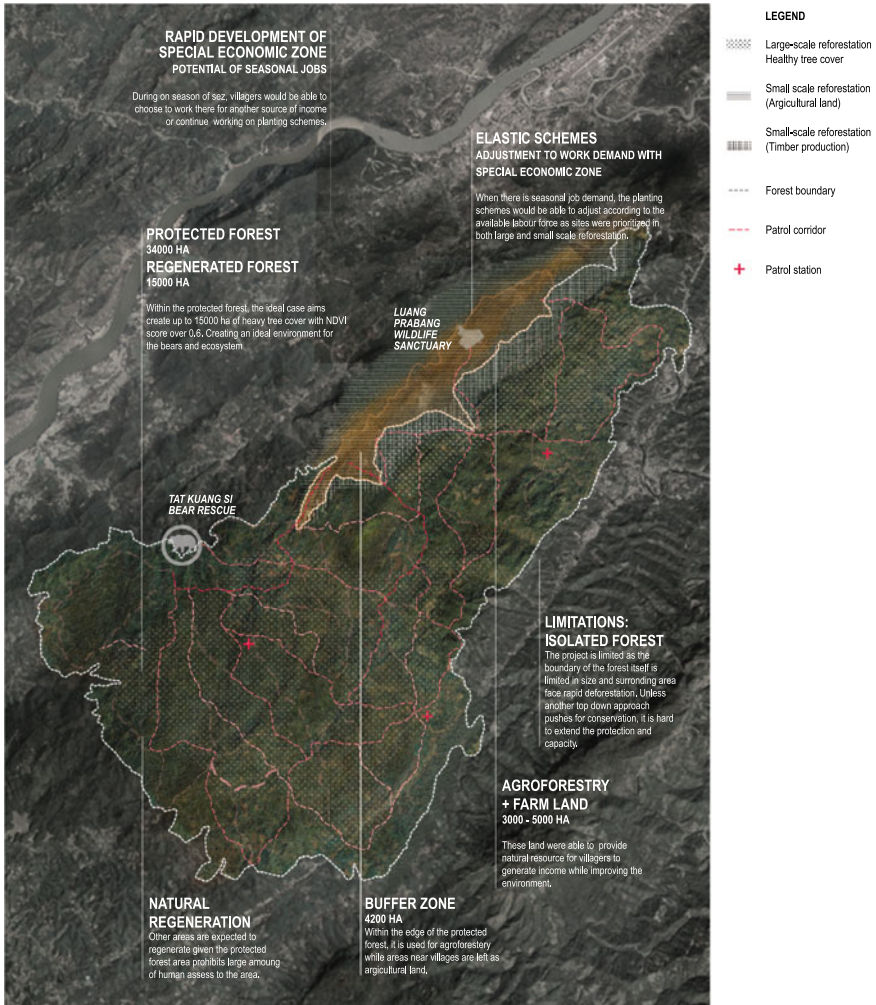 RAPID DEVELOPMENT OF
SPECIAL ECONOMIC ZONE
POTENTIAL OF SEASONAL JOBS
During on season of sez, villagers would be able to
choose to work there for another source of income
or continue working on planting schemes.
ELASTIC SCHEMES
ADJUSTMENT TO WORK DEMAND WITH
SPECIAL ECONOMIC ZONE
When there is seasonal job demand, the planting
schemes would be able to adjust according to the
available labour force as sites were prioritized in
both large and small scale reforestation.
PROTECTED FOREST
34000 HA
REGENERATED FOREST
15000 HA
Within the protected forest, the ideal case aims
create up to 15000 ha of heavy tree cover with NDVI
score over 0.6. Creating an ideal environment for
the bears and ecosystem
LUANG
PRABANG
WILDLIFE
SANCTUARY
TAT KUANG SI
BEAR RESCUE
LIMITATIONS:
ISOLATED FOREST
The project is limited as the
boundary of the forest itself is
limited in size and surronding area
face rapid deforestation. Unless
another top down approach
pushes for conservation, it is hard
to extend the protection and
capacity.
AGROFORESTRY
+ FARM LAND
3000 - 5000 HA
These land were able to provide
natural resource for villagers to
generate income while improving the
environment.
NATURAL
REGENERATION
Other areas are expected to
regenerate given the protected
forest area prohibits large amoung
of human assess to the area.
BUFFER ZONE
4200 HA
Within the edge of the protected
forest, it is used for agroforestery
while areas near villages are left as
argicultural land.
LEGEND
Large-scale reforestation
Healthy tree cover
Small scale reforestation
(Argicultural land)
Small-scale reforestation
(Timber production)
Forest boundary
Patrol corridor
Patrol station